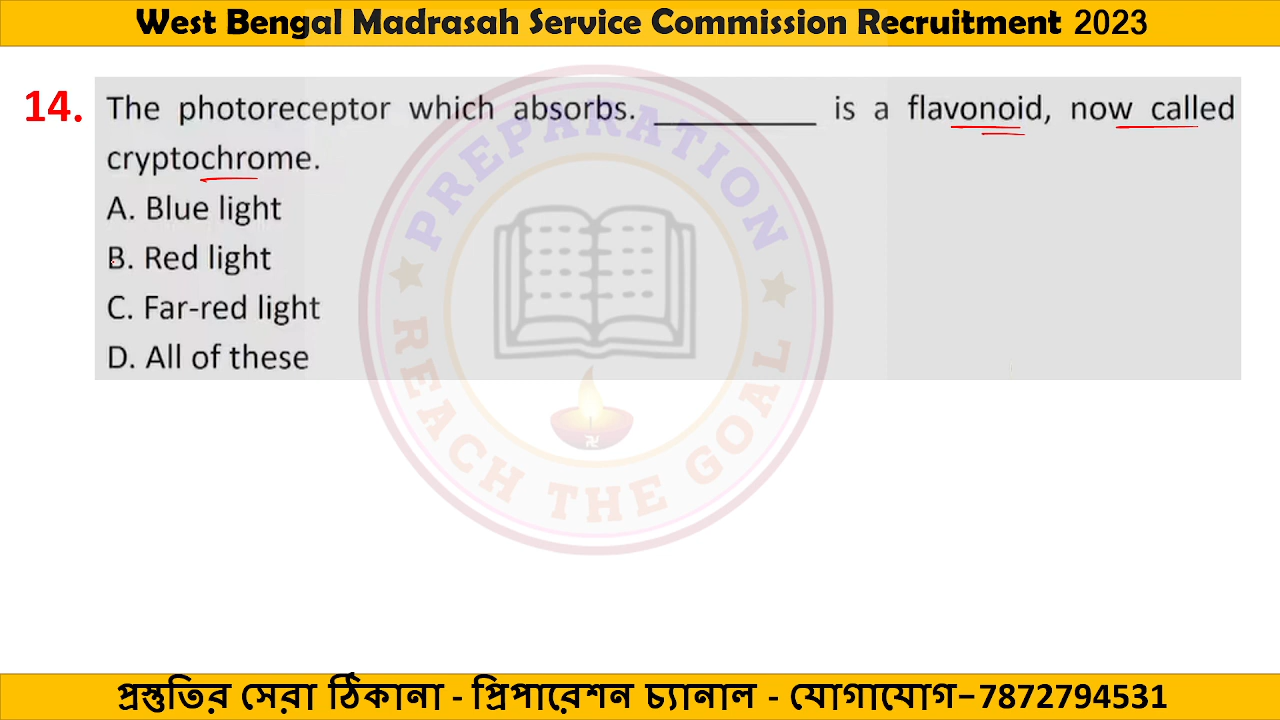 West Bengal Madrasah Service Commission Recruitment 2023
14. The photoreceptor which absorbs. __________ is a flavonoid, now called
cryptochrome.
A. Blue light
B. Red light
C. Far-red light
D. All of these
PREPARATION
REACH THE GOAL
প্রস্তুতির সেরা ঠিকানা - প্রিপারেশন চ্যানাল - যোগাযোগ–7872794531